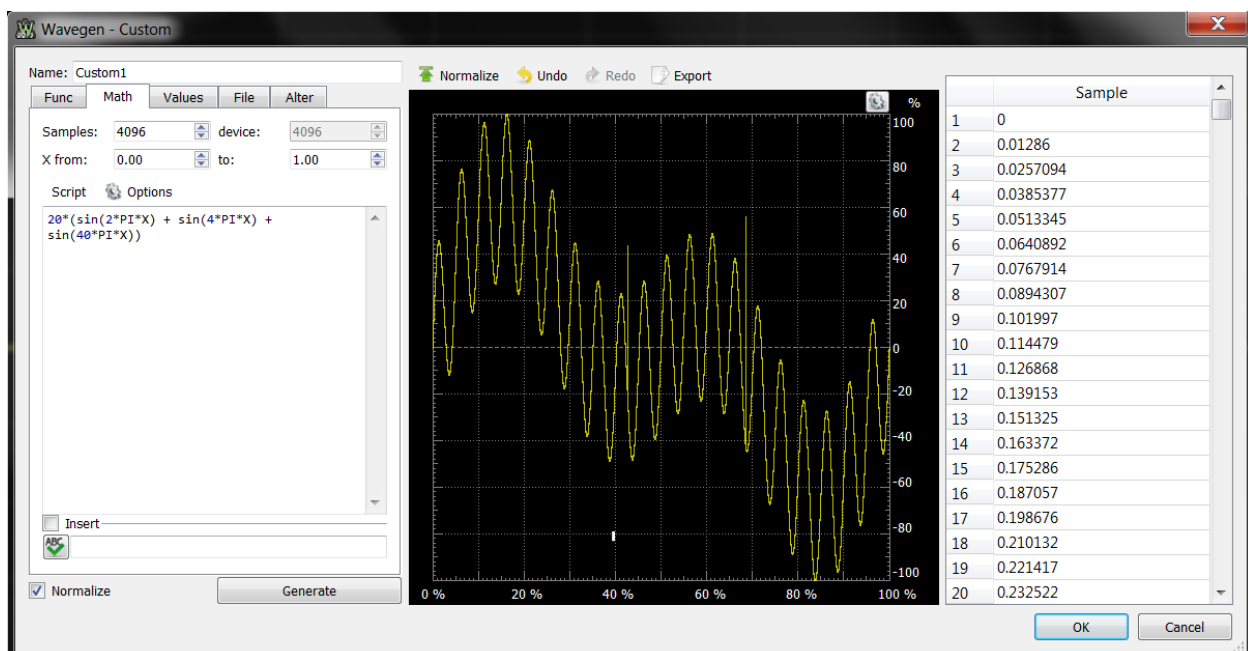 Wavegen - Custom
Name: Custom1
Func Math Values File Alter
Samples: 4096 device: 4096
X from: 0.00 to: 1.00
Script Options
20*(sin(2*PI*X) + sin(4*PI*X) +
sin(40*PI*X))
Insert
ABC
Normalize Generate
Normalize Undo Redo Export
%
100
80
60
40
20
0
-20
-40
-60
-80
-100
0 % 20 % 40 % 60 % 80 % 100 %
Sample
1 0
2 0.01286
3 0.0257094
4 0.0385377
5 0.0513345
6 0.0640892
7 0.0767914
8 0.0894307
9 0.101997
10 0.114479
11 0.126868
12 0.139153
13 0.151325
14 0.163372
15 0.175286
16 0.187057
17 0.198676
18 0.210132
19 0.221417
20 0.232522
OK Cancel